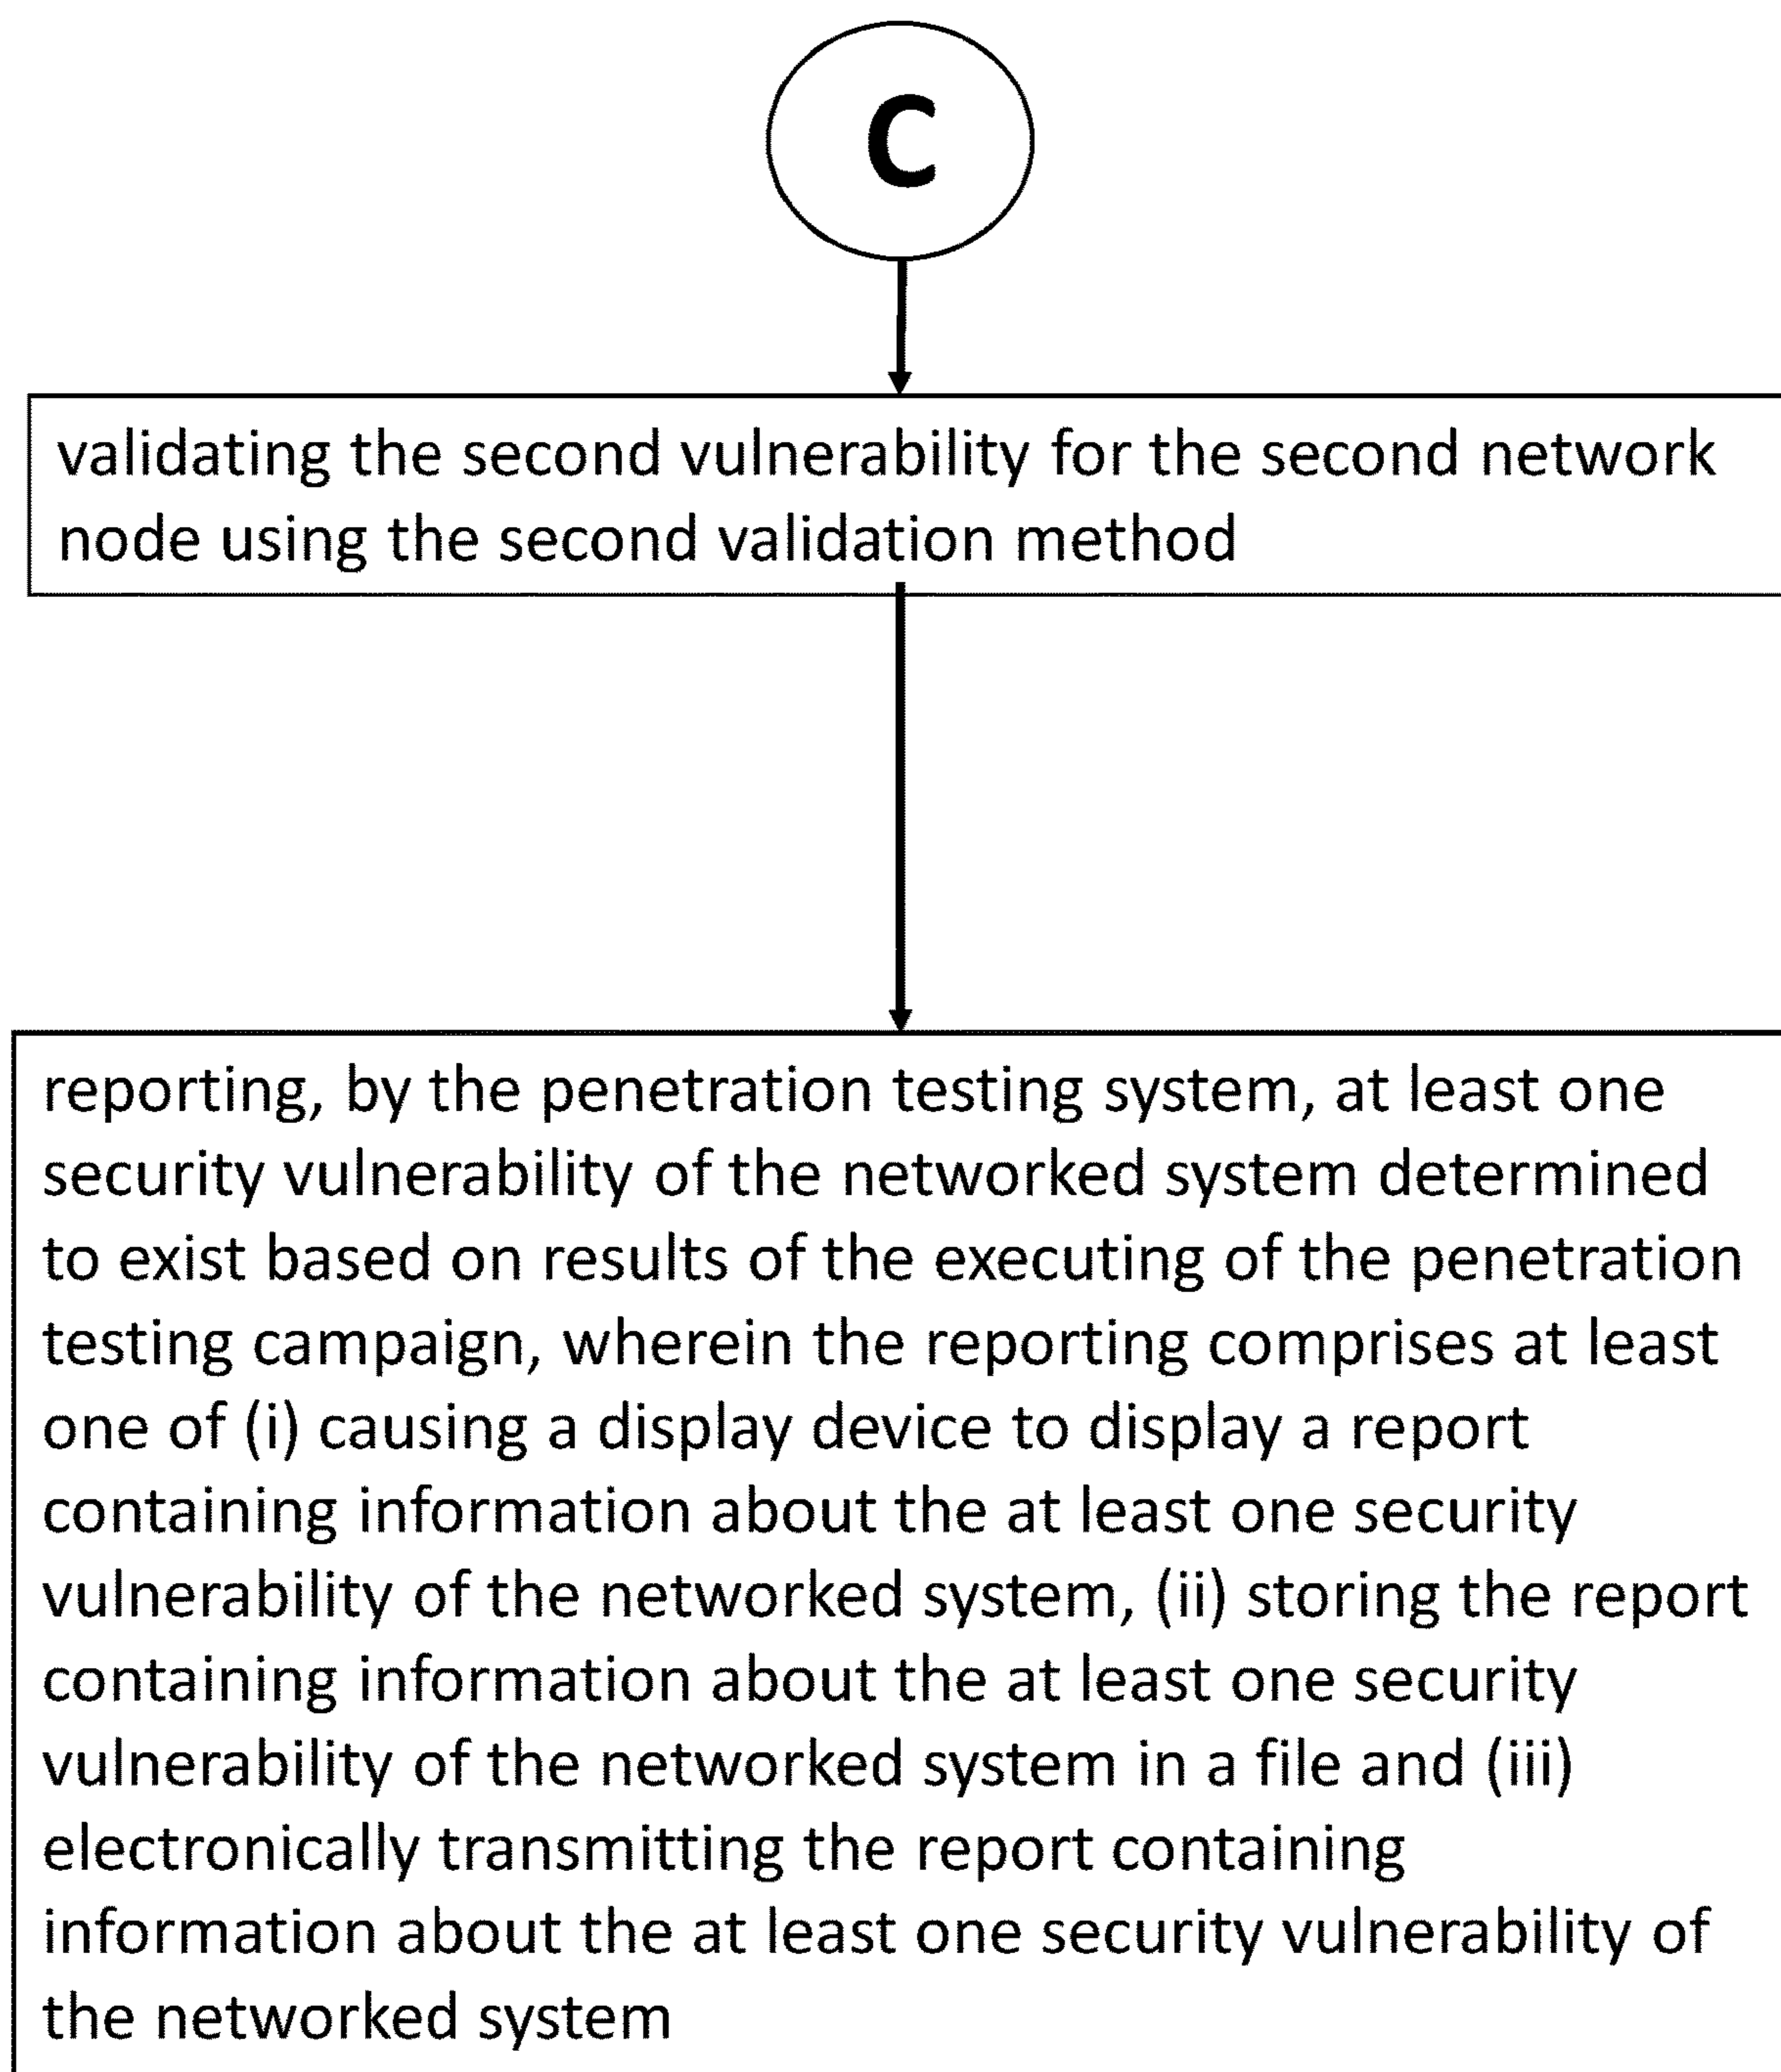 C
validating the second vulnerability for the second network
node using the second validation method
reporting, by the penetration testing system, at least one
security vulnerability of the networked system determined
to exist based on results of the executing of the penetration
testing campaign, wherein the reporting comprises at least
one of (i) causing a display device to display a report
containing information about the at least one security
vulnerability of the networked system, (ii) storing the report
containing information about the at least one security
vulnerability of the networked system in a file and (iii)
electronically transmitting the report containing
information about the at least one security vulnerability of
the networked system